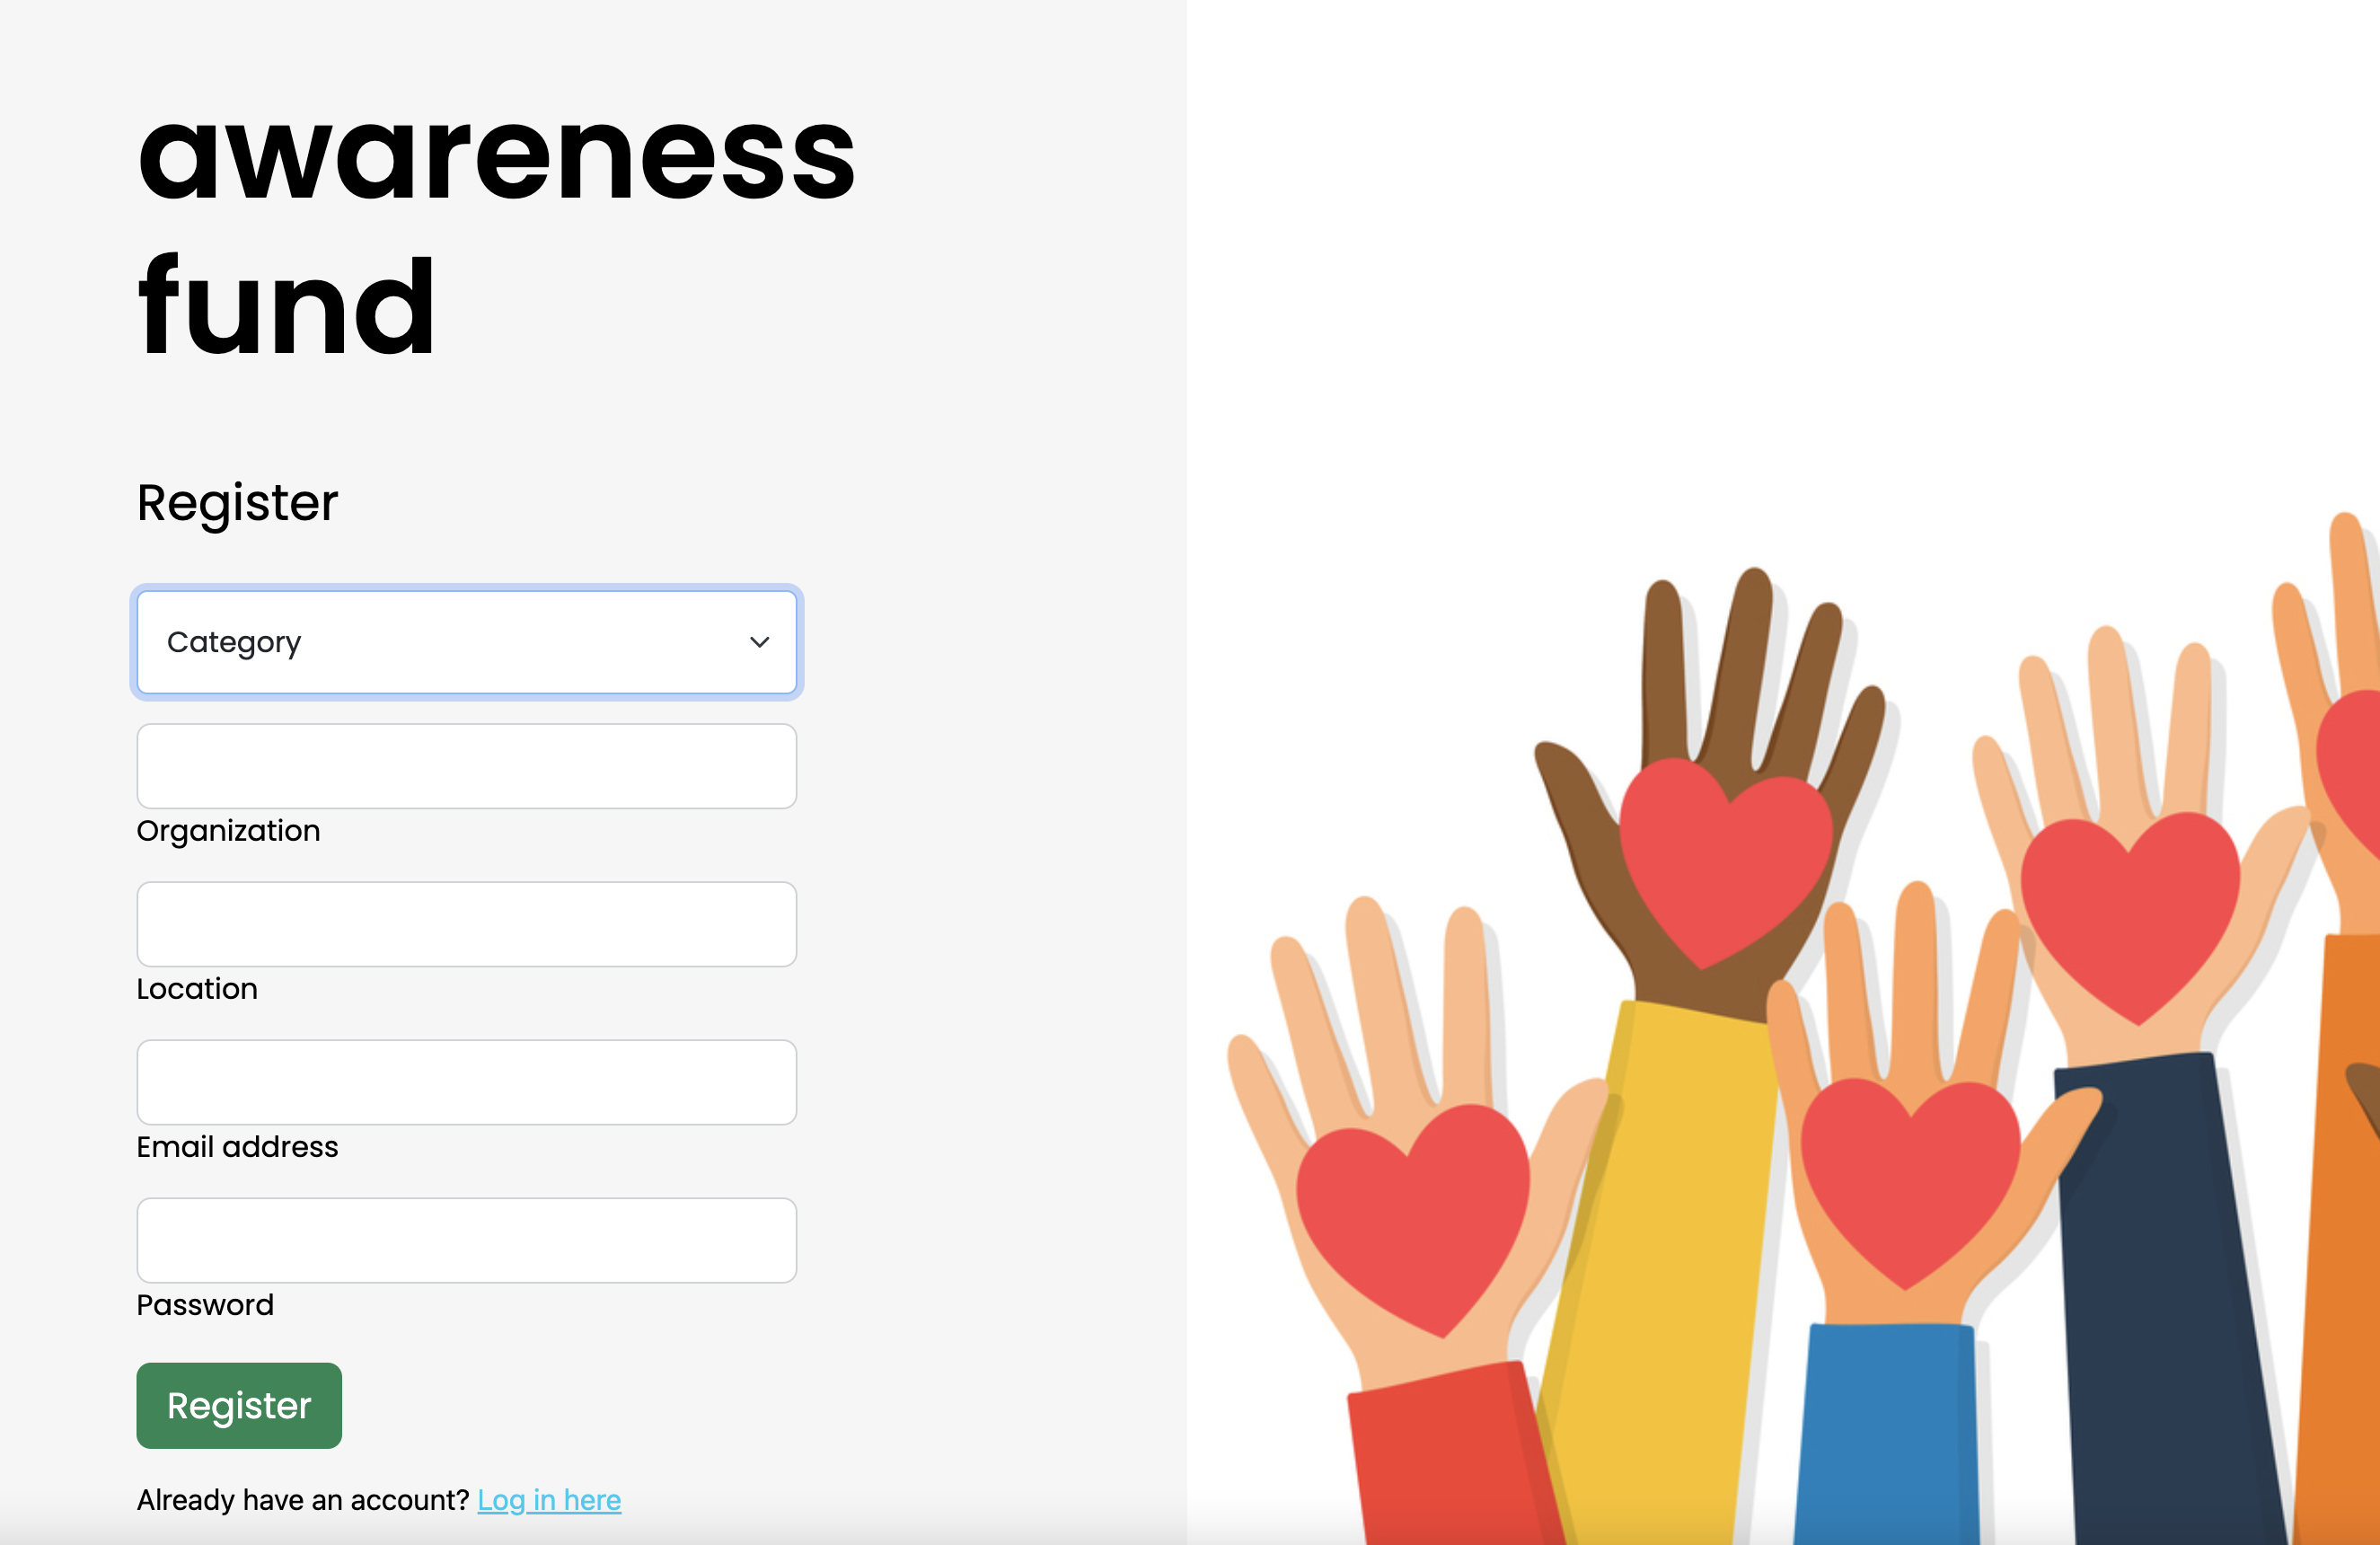 awareness
fund
Register
Category
Organization
Location
Email address
Password
Register
Already have an account? Log in here